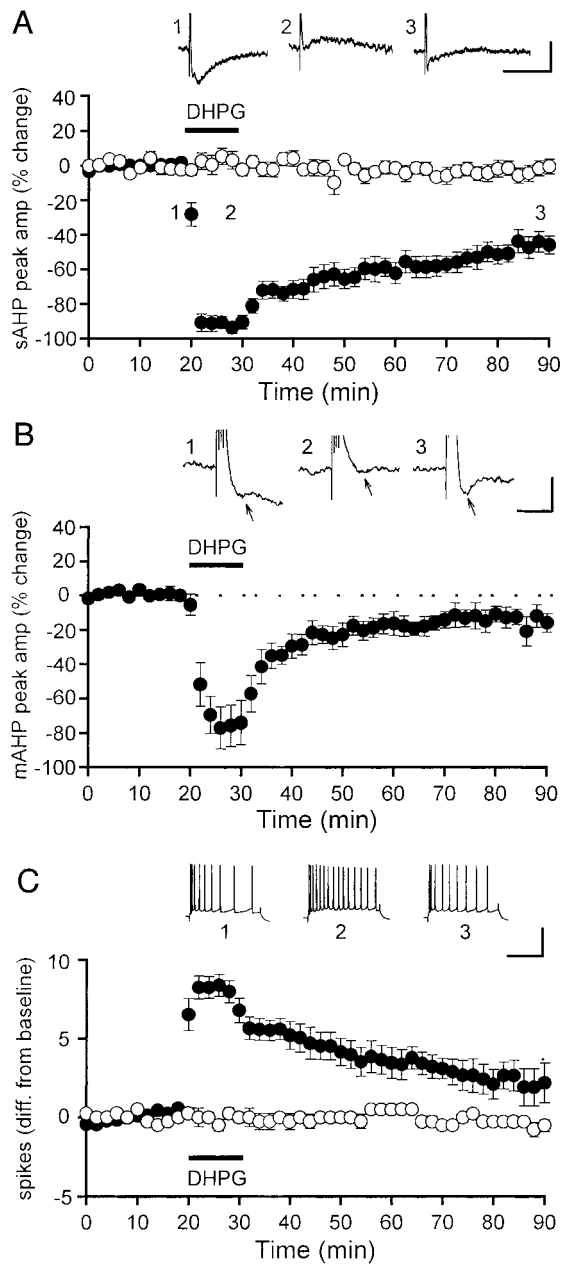 A
1
2
3
DHPG
40
20
0
-20
-40
-60
-80
-100
sAHP peak amp (% change)
1
2
3
0 10 20 30 40 50 60 70 80 90
Time (min)
B
1
2
3
DHPG
40
20
0
-20
-40
-60
-80
-100
mAHP peak amp (% change)
0 10 20 30 40 50 60 70 80 90
Time (min)
C
1
2
3
10
5
0
-5
spikes (diff. from baseline)
DHPG
0 10 20 30 40 50 60 70 80 90
Time (min)